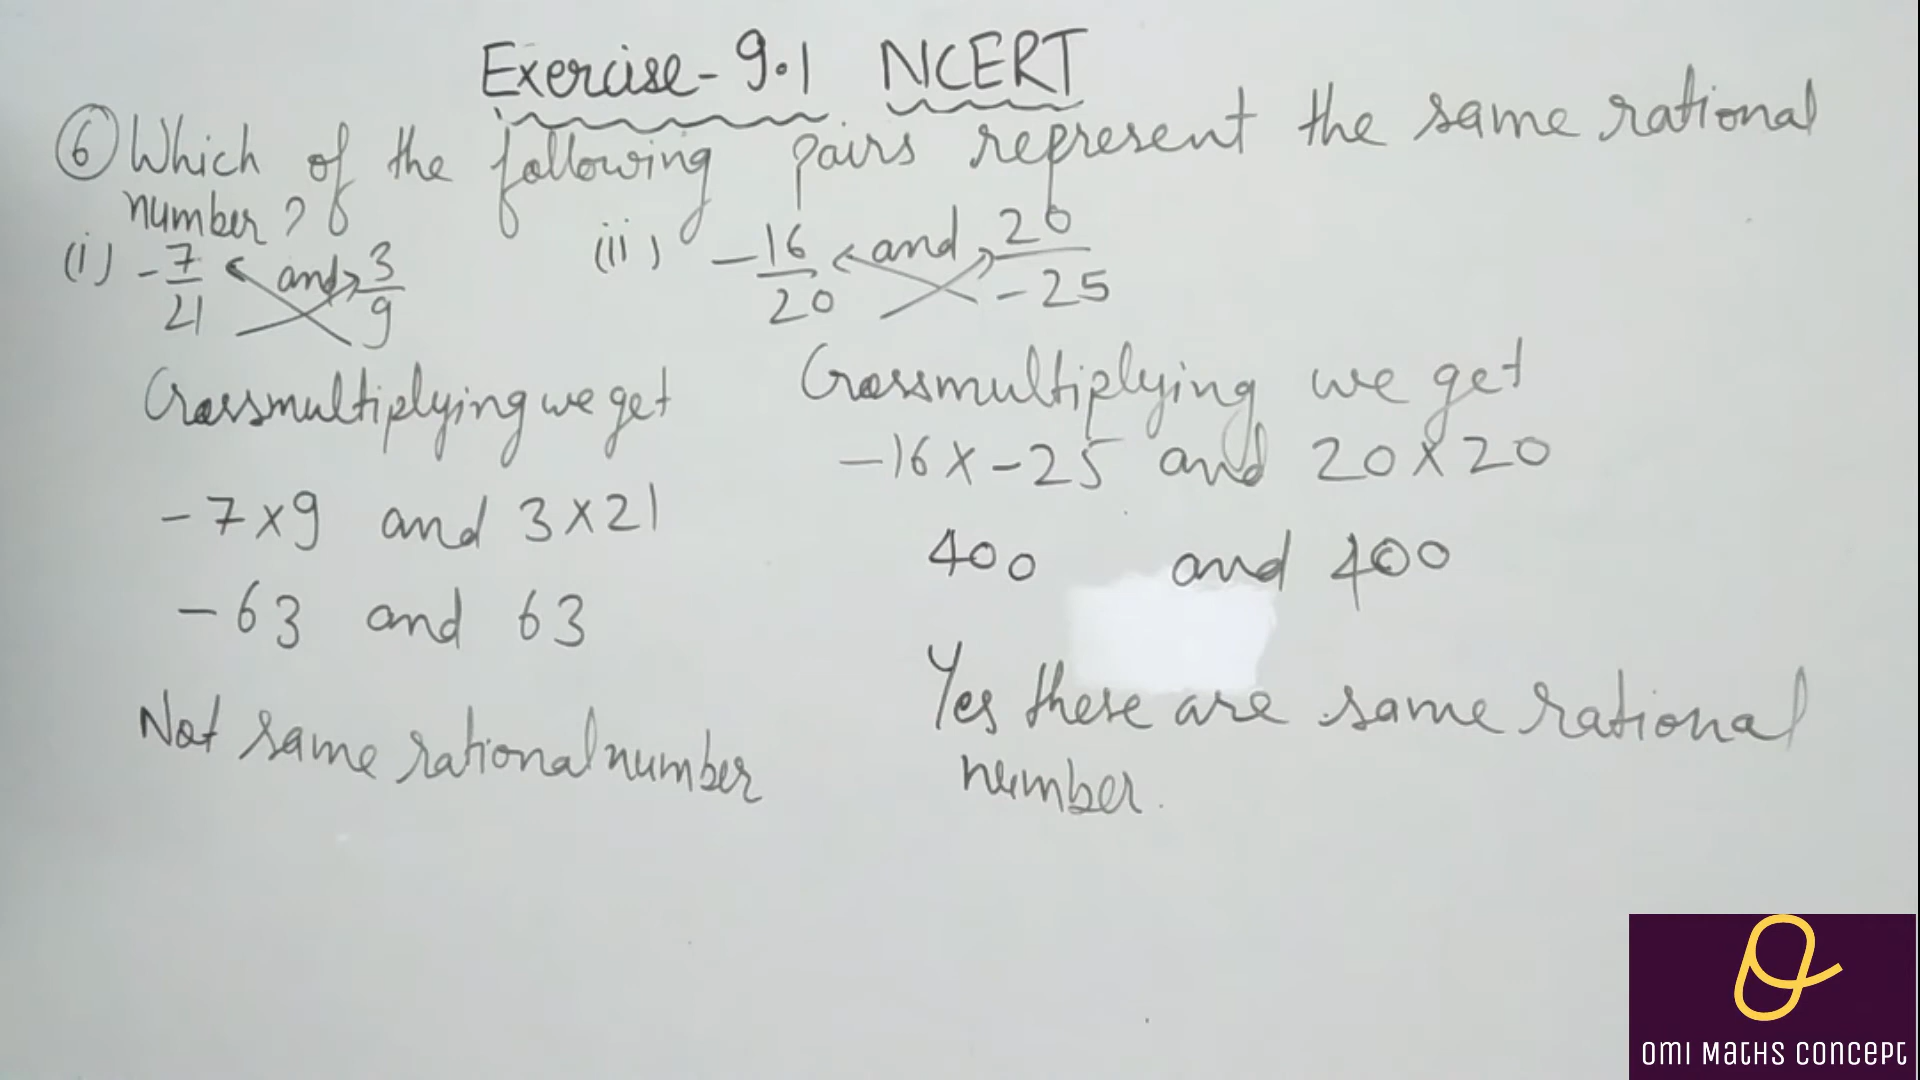 Exercise-9.1 NCERT
⑥ Which of the following pairs represent the same rational
number?
(i) -7/21 and 3/9
(ii) -16/20 and 20/-25
Crossmultiplying we get
-7×9 and 3×21
-63 and 63
Not same rational number
Crossmultiplying we get
-16×-25 and 20×20
400 and 400
Yes these are same rational
number.
OMI MATHS CONCEPT